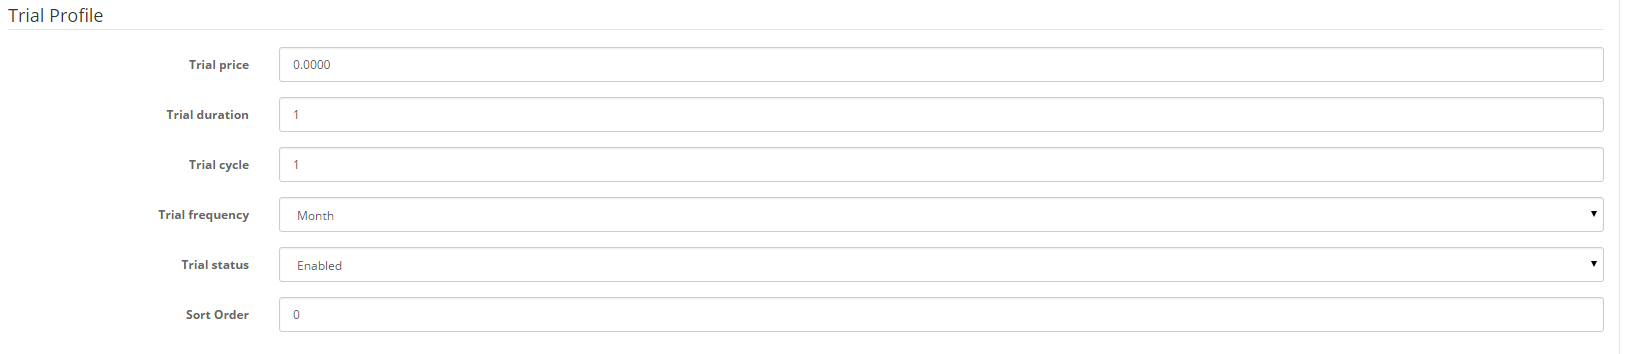 Trial Profile
Trial price 0.0000
Trial duration 1
Trial cycle 1
Trial frequency Month
Trial status Enabled
Sort Order 0